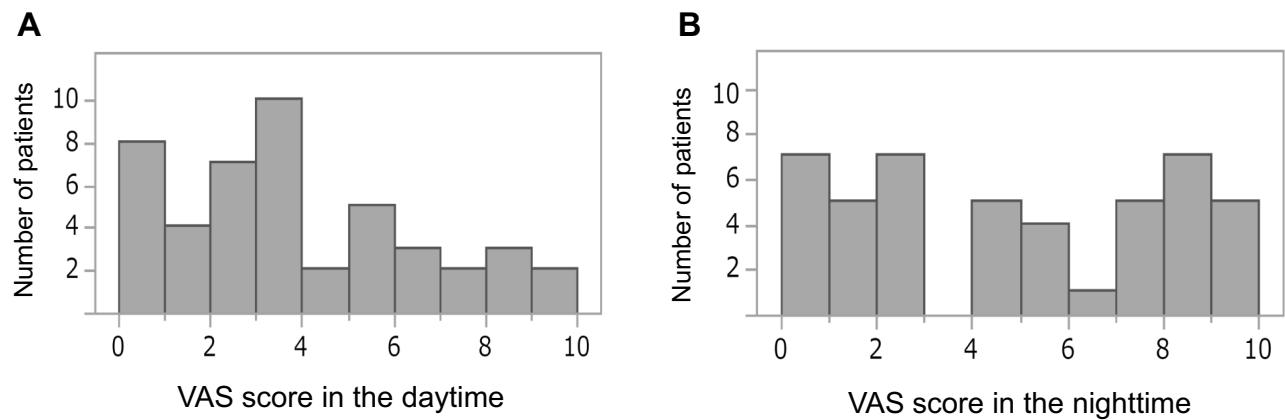 A
Number of patients
10
8
6
4
2
0 2 4 6 8 10
VAS score in the daytime
B
Number of patients
10
8
6
4
2
0 2 4 6 8 10
VAS score in the nighttime